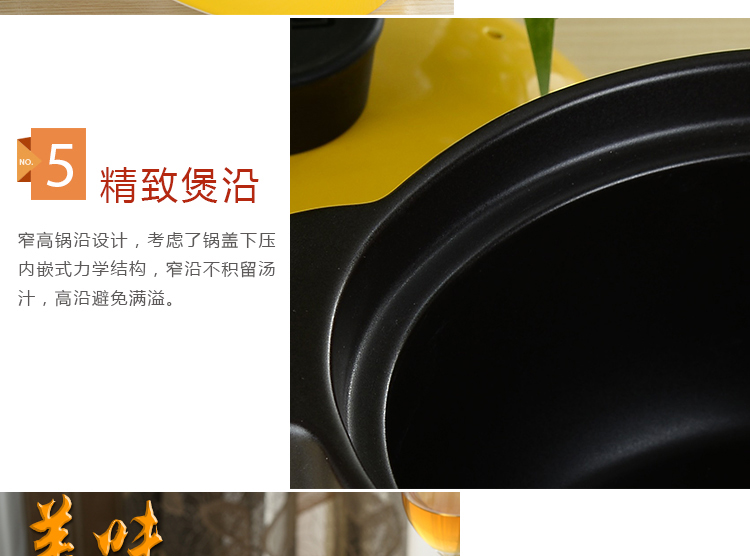 NO. 5
精致煲沿
窄高锅沿设计，考虑了锅盖下压
内嵌式力学结构，窄沿不积留汤
汁，高沿避免满溢。
美味